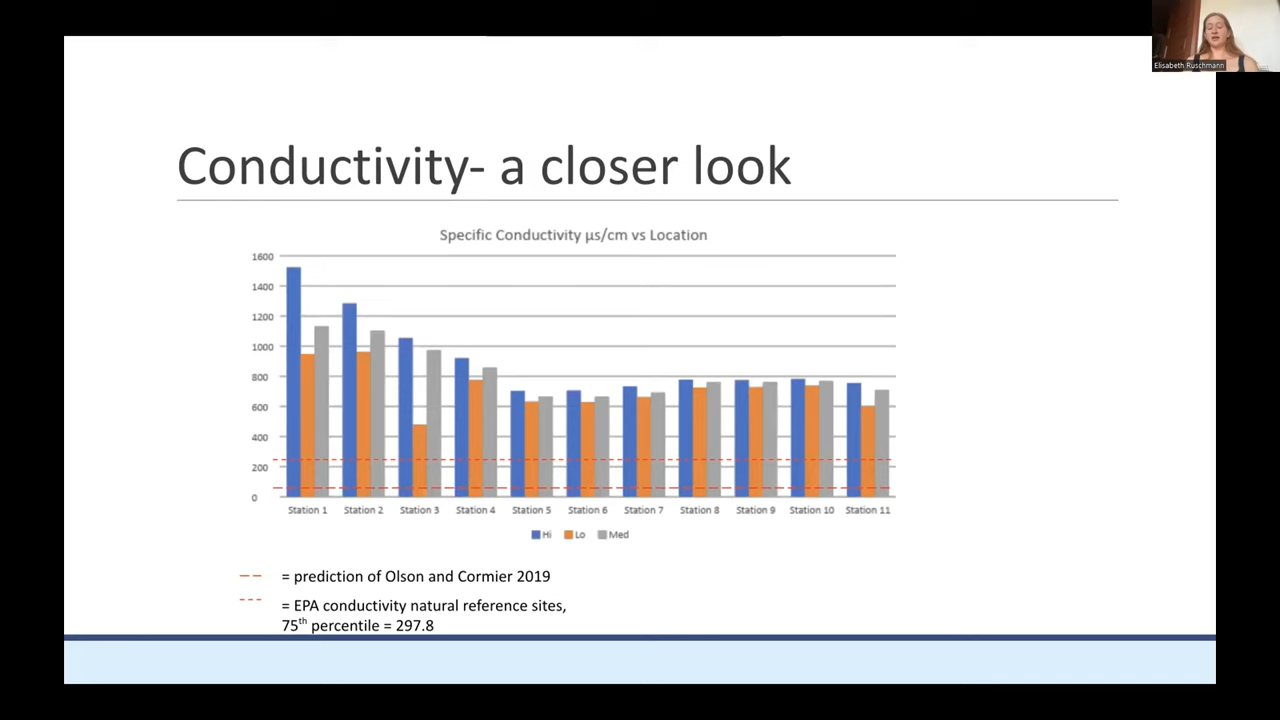 Elisabeth Ruschmann
Conductivity- a closer look
Specific Conductivity µs/cm vs Location
1600
1400
1200
1000
800
600
400
200
0
Station 1 Station 2 Station 3 Station 4 Station 5 Station 6 Station 7 Station 8 Station 9 Station 10 Station 11
Hi Lo Med
= prediction of Olson and Cormier 2019
= EPA conductivity natural reference sites,
75th percentile = 297.8